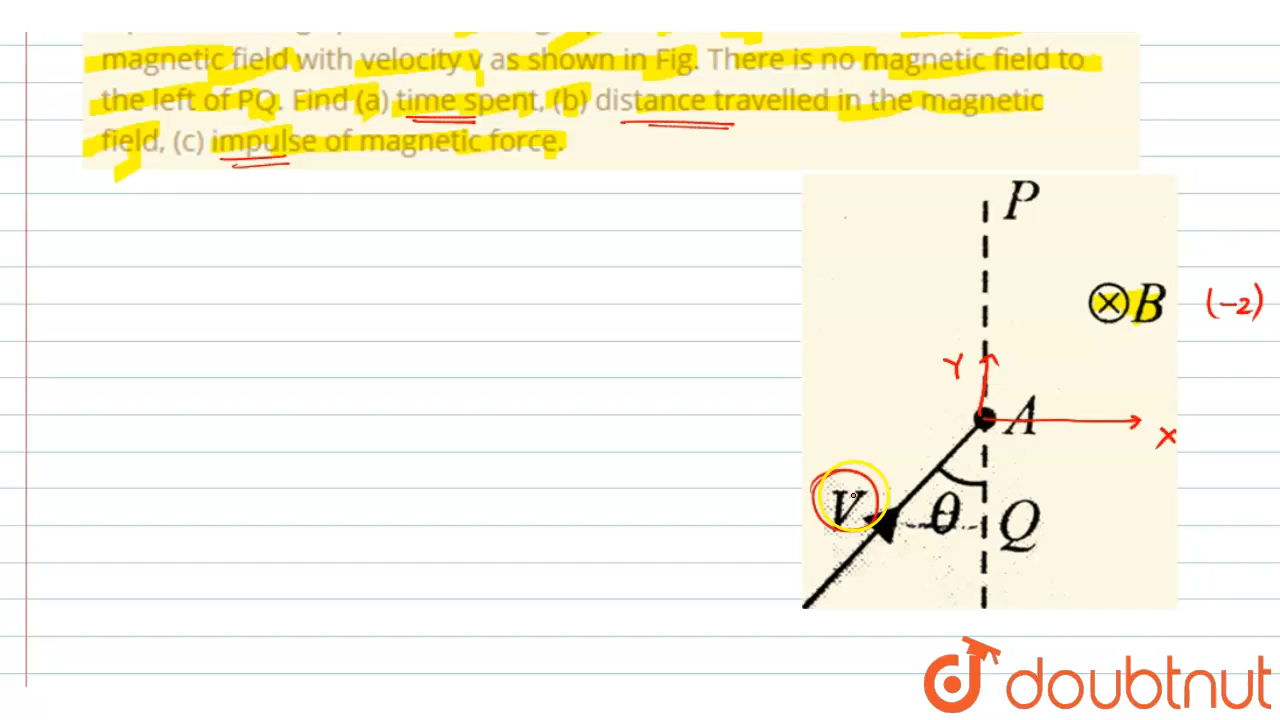 magnetic field with velocity v as shown in Fig. There is no magnetic field to
the left of PQ. Find (a) time spent, (b) distance travelled in the magnetic
field, (c) impulse of magnetic force.
P
B
(-z)
Y
A
X
V
θ
Q
doubtnut